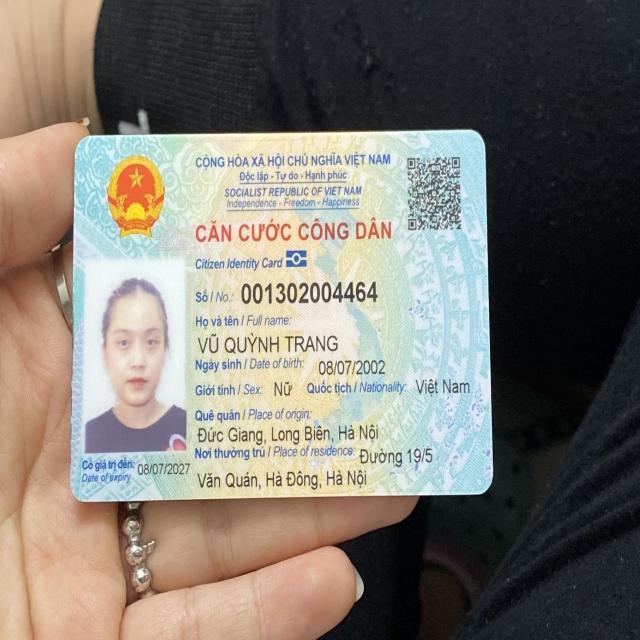 CỘNG HÒA XÃ HỘI CHỦ NGHĨA VIỆT NAM
Độc lập - Tự do - Hạnh phúc
SOCIALIST REPUBLIC OF VIET NAM
Independence - Freedom - Happiness
CĂN CƯỚC CÔNG DÂN
Citizen Identity Card
Số / No.: 001302004464
Họ và tên / Full name:
VŨ QUỲNH TRANG
Ngày sinh / Date of birth: 08/07/2002
Giới tính / Sex: Nữ Quốc tịch / Nationality: Việt Nam
Quê quán / Place of origin:
Đức Giang, Long Biên, Hà Nội
Nơi thường trú / Place of residence: Đường 19/5
Văn Quán, Hà Đông, Hà Nội
Có giá trị đến: 08/07/2027
Date of expiry